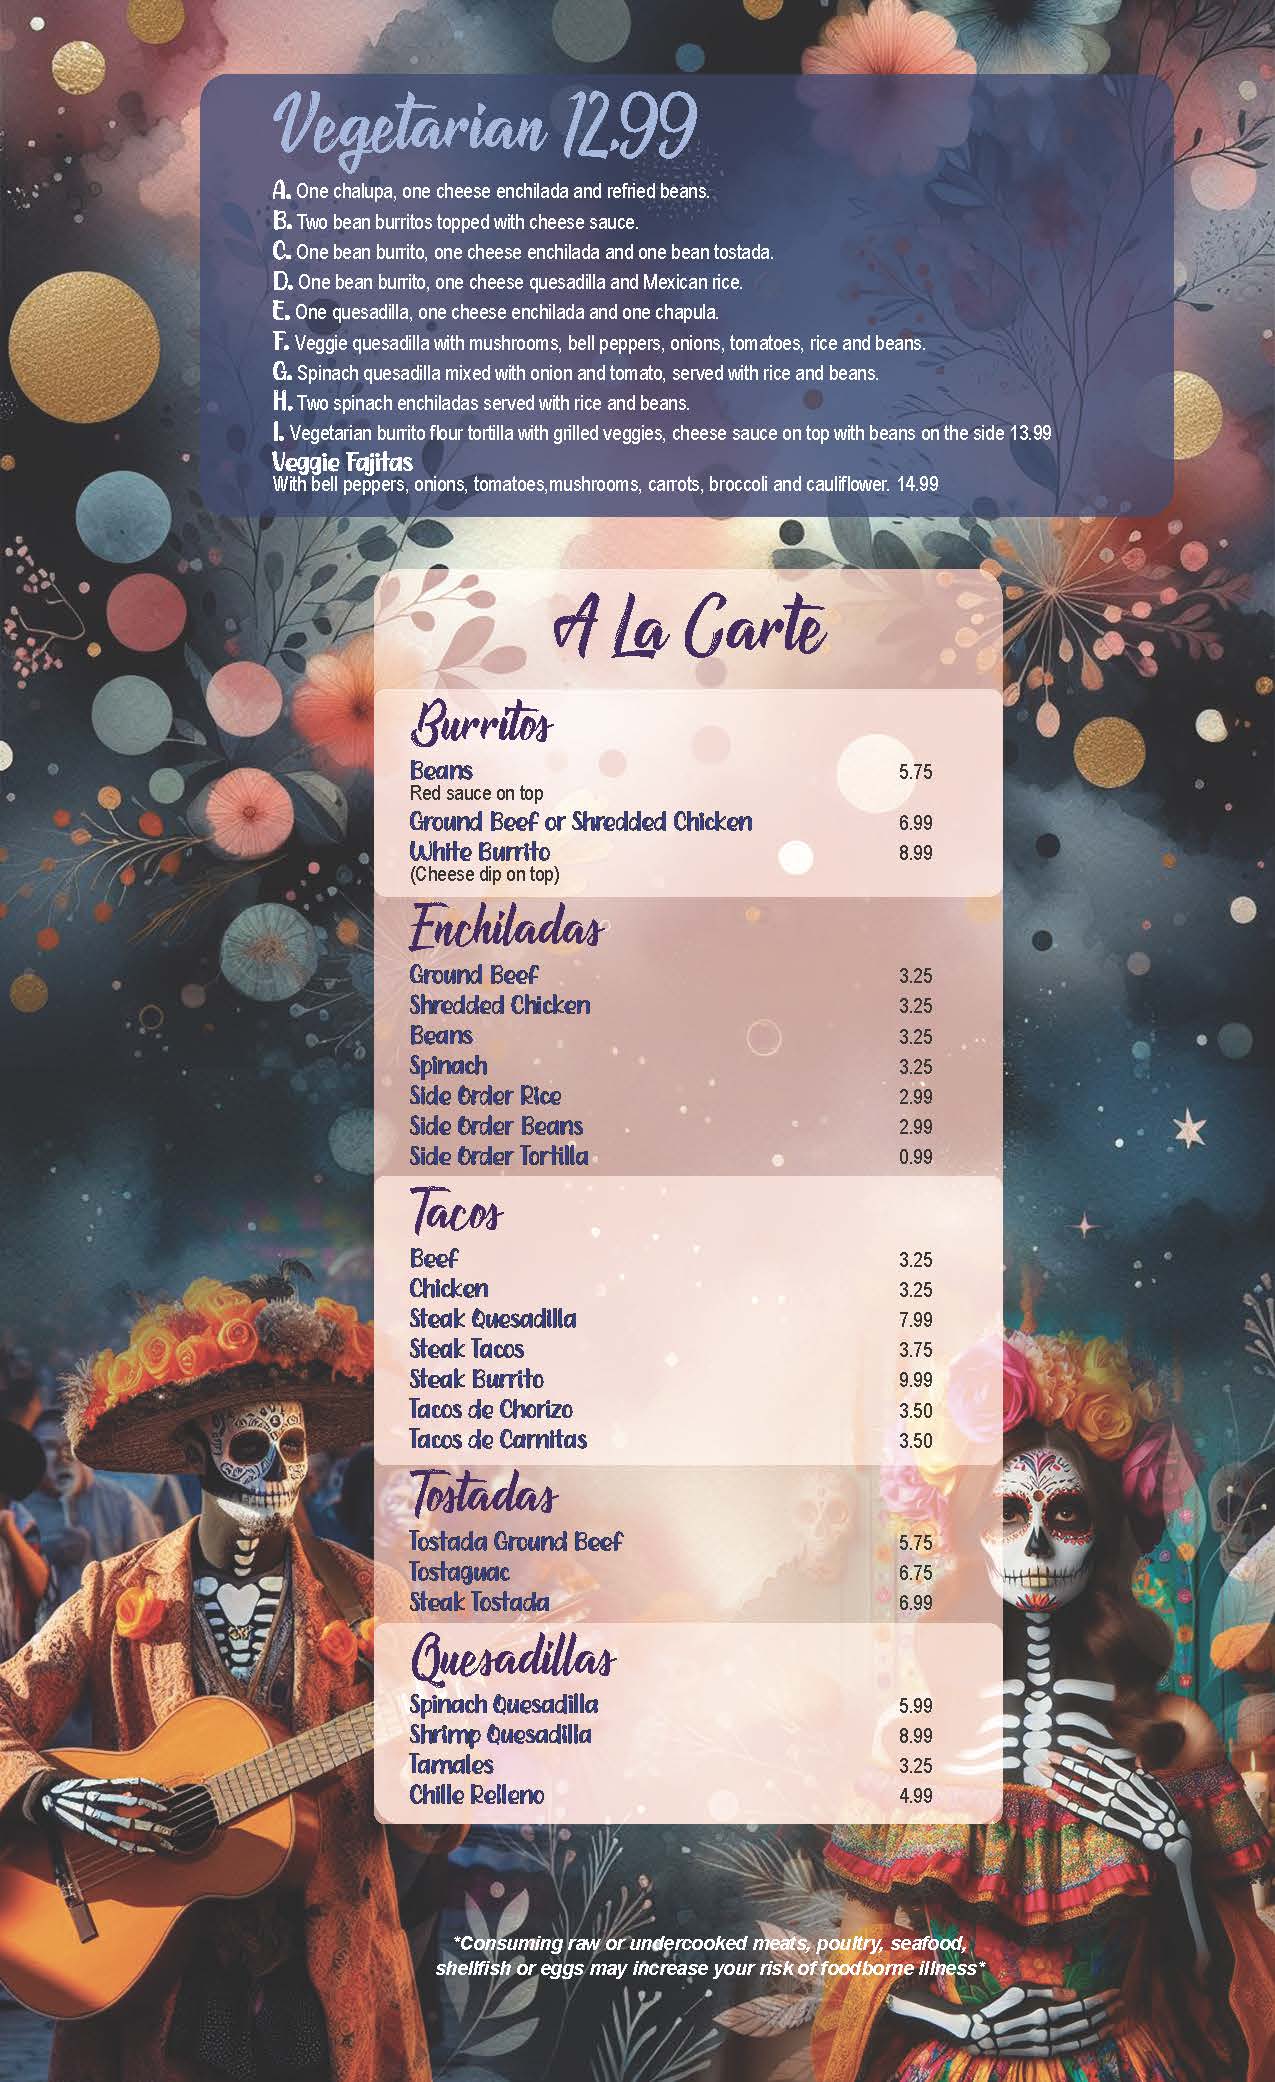 Vegetarian 12.99
A. One chalupa, one cheese enchilada and refried beans.
B. Two bean burritos topped with cheese sauce.
C. One bean burrito, one cheese enchilada and one bean tostada.
D. One bean burrito, one cheese quesadilla and Mexican rice.
E. One quesadilla, one cheese enchilada and one chapula.
F. Veggie quesadilla with mushrooms, bell peppers, onions, tomatoes, rice and beans.
G. Spinach quesadilla mixed with onion and tomato, served with rice and beans.
H. Two spinach enchiladas served with rice and beans.
I. Vegetarian burrito flour tortilla with grilled veggies, cheese sauce on top with beans on the side 13.99
Veggie Fajitas
With bell peppers, onions, tomatoes,mushrooms, carrots, broccoli and cauliflower. 14.99
A La Carte
Burritos
Beans 5.75
Red sauce on top
Ground Beef or Shredded Chicken 6.99
White Burrito 8.99
(Cheese dip on top)
Enchiladas
Ground Beef 3.25
Shredded Chicken 3.25
Beans 3.25
Spinach 3.25
Side Order Rice 2.99
Side Order Beans 2.99
Side Order Tortilla 0.99
Tacos
Beef 3.25
Chicken 3.25
Steak Quesadilla 7.99
Steak Tacos 3.75
Steak Burrito 9.99
Tacos de Chorizo 3.50
Tacos de Carnitas 3.50
Tostadas
Tostada Ground Beef 5.75
Tostaguac 6.75
Steak Tostada 6.99
Quesadillas
Spinach Quesadilla 5.99
Shrimp Quesadilla 8.99
Tamales 3.25
Chille Relleno 4.99
*Consuming raw or undercooked meats, poultry, seafood,
shellfish or eggs may increase your risk of foodborne illness*